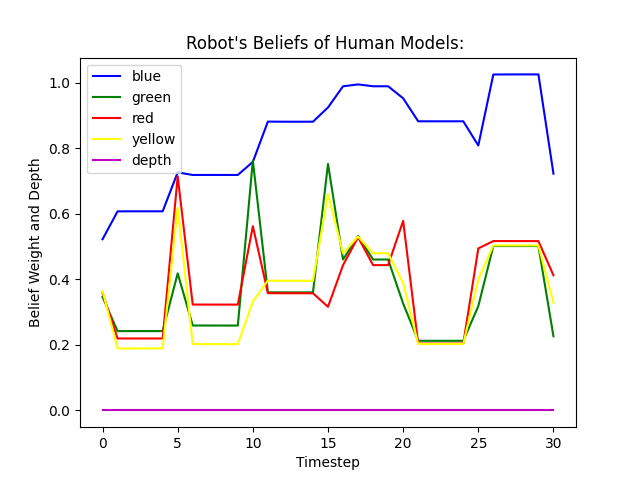 Robot's Beliefs of Human Models:
blue
green
red
yellow
depth
Belief Weight and Depth
1.0
0.8
0.6
0.4
0.2
0.0
0 5 10 15 20 25 30
Timestep